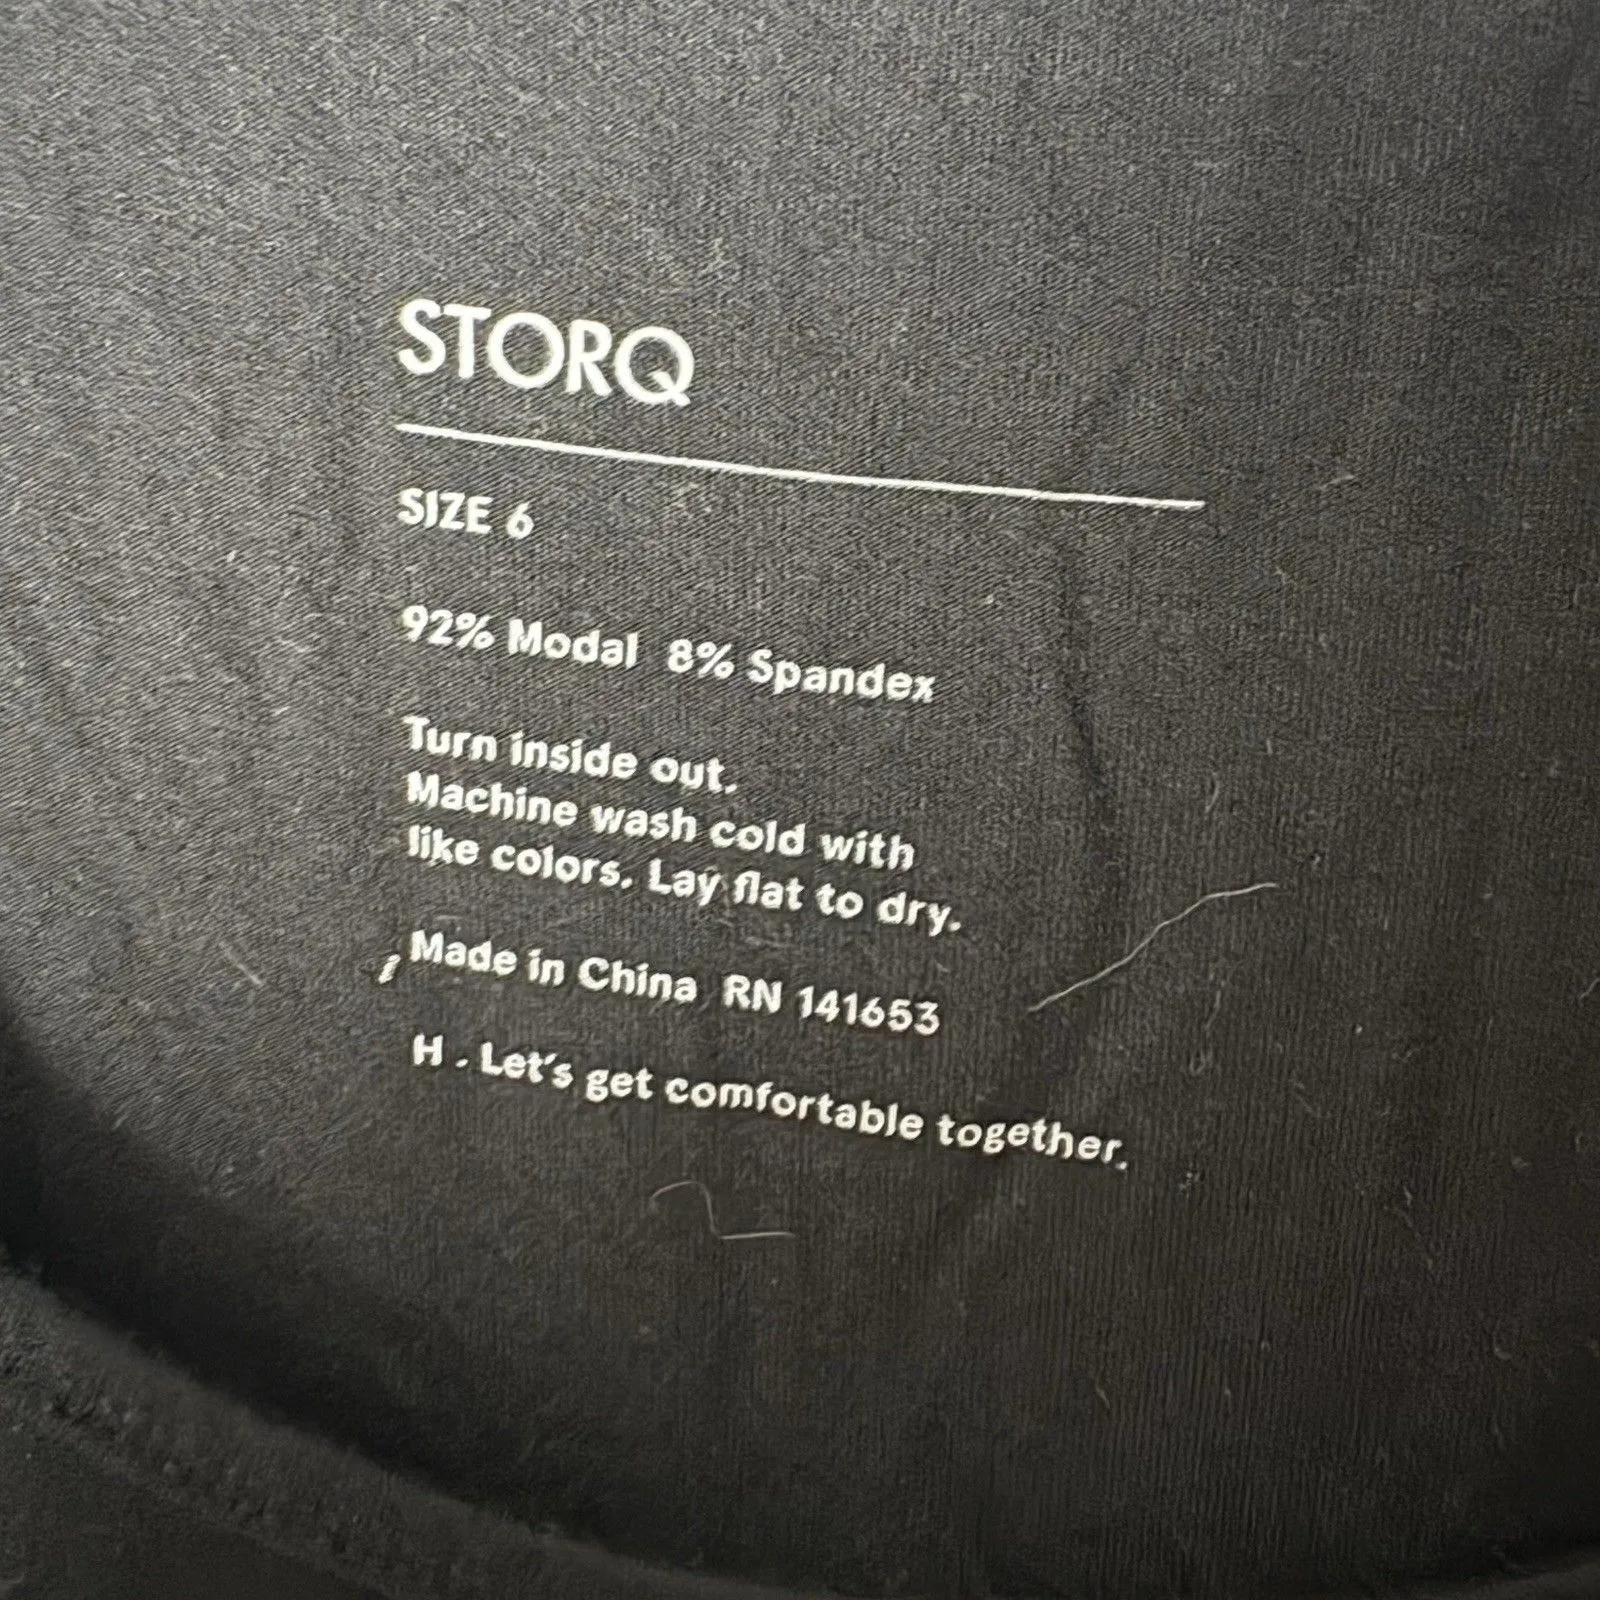 STORQ
SIZE 6
92% Modal 8% Spandex
Turn inside out.
Machine wash cold with
like colors. Lay flat to dry.
Made in China RN 141653
H . Let's get comfortable together.